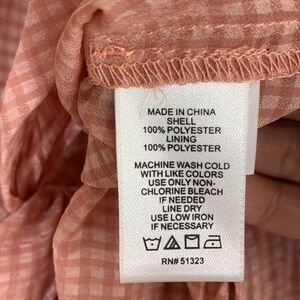 MADE IN CHINA
SHELL
100% POLYESTER
LINING
100% POLYESTER
MACHINE WASH COLD
WITH LIKE COLORS
USE ONLY NON-
CHLORINE BLEACH
IF NEEDED
LINE DRY
USE LOW IRON
IF NECESSARY
RN# 51323